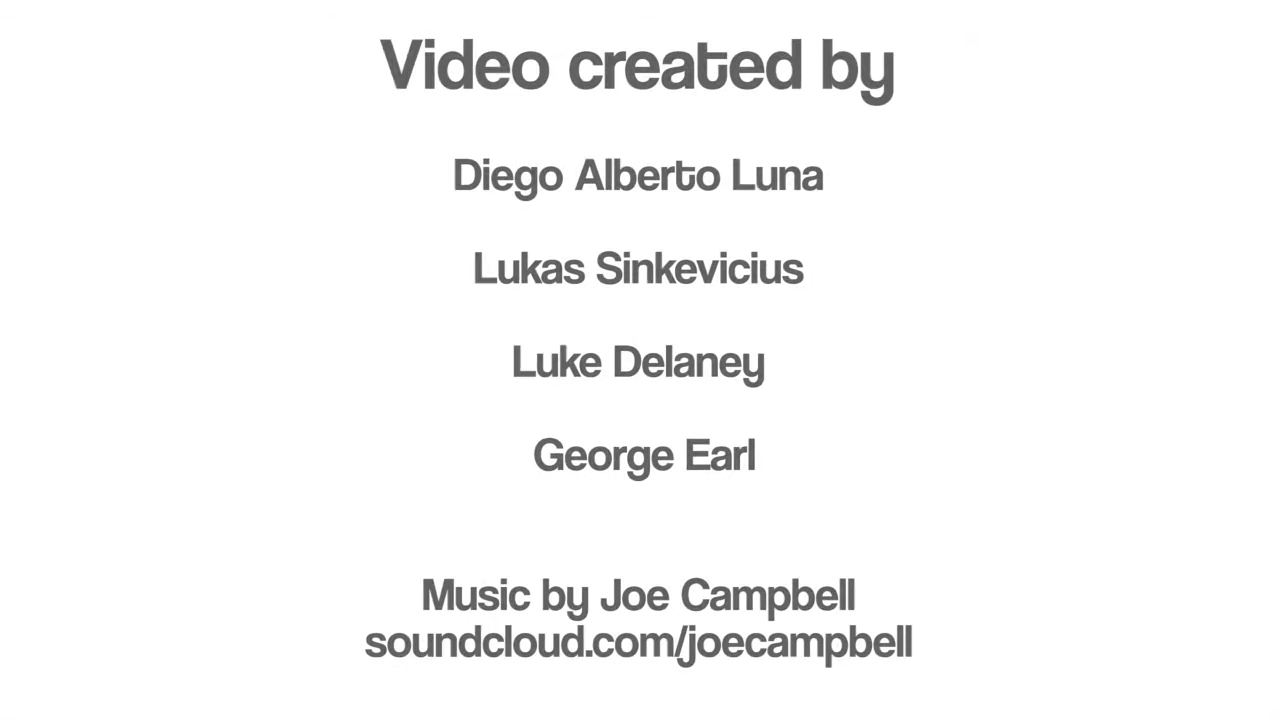 Video created by
Diego Alberto Luna
Lukas Sinkevicius
Luke Delaney
George Earl
Music by Joe Campbell
soundcloud.com/joecampbell